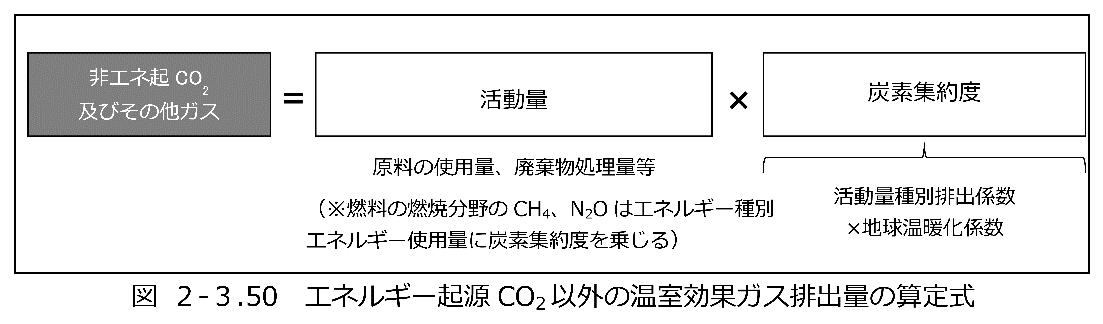 非エネ起 CO₂
及びその他ガス
=
活動量
×
炭素集約度
原料の使用量、廃棄物処理量等
（※燃料の燃焼分野の CH₄、N₂O はエネルギー種別
エネルギー使用量に炭素集約度を乗じる）
活動量種別排出係数
×地球温暖化係数
図 2-3.50 エネルギー起源 CO₂ 以外の温室効果ガス排出量の算定式